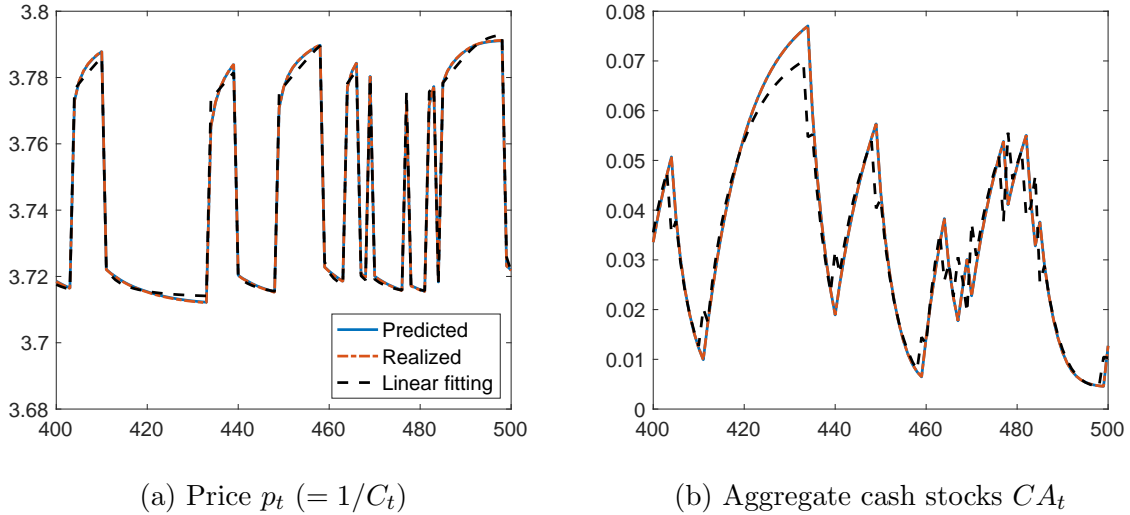 3.8
3.78
3.76
3.74
3.72
3.7
3.68
400 420 440 460 480 500
Predicted
Realized
Linear fitting
(a) Price p_t (= 1/C_t)
0.08
0.07
0.06
0.05
0.04
0.03
0.02
0.01
0
400 420 440 460 480 500
(b) Aggregate cash stocks CA_t